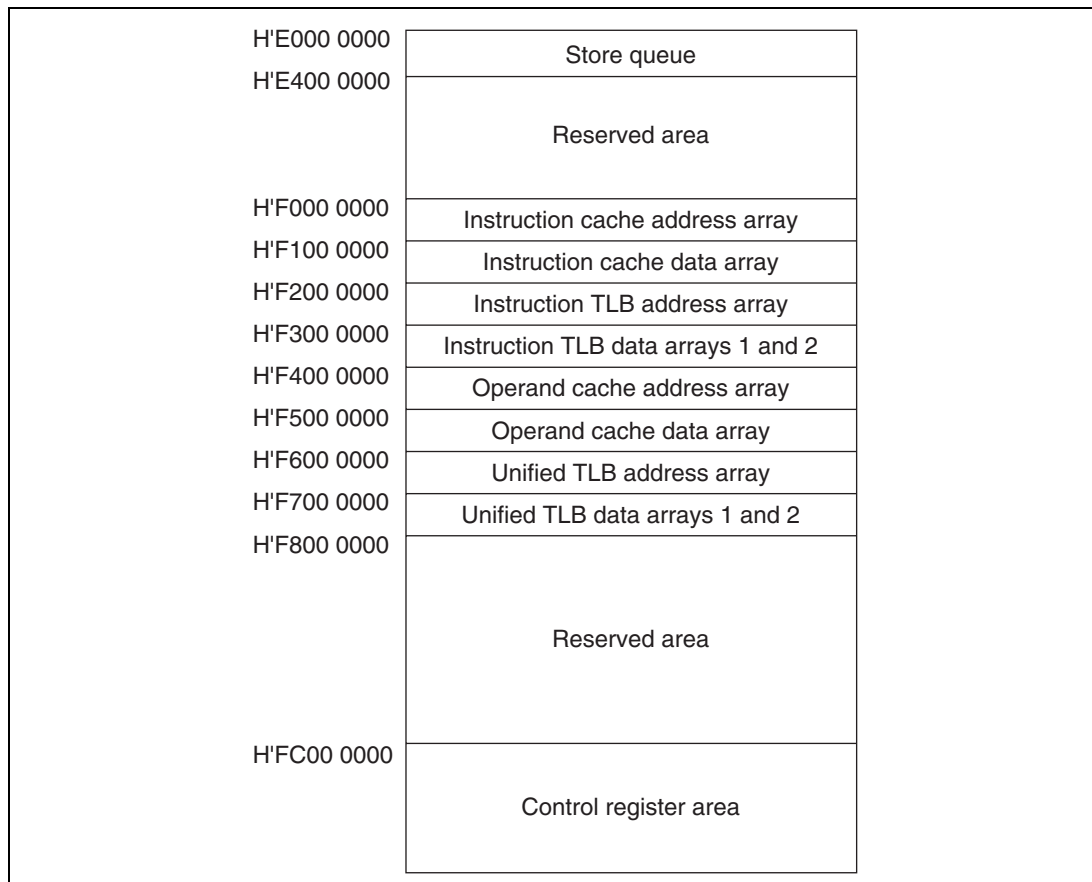 H'E000 0000
Store queue
H'E400 0000
Reserved area
H'F000 0000
Instruction cache address array
H'F100 0000
Instruction cache data array
H'F200 0000
Instruction TLB address array
H'F300 0000
Instruction TLB data arrays 1 and 2
H'F400 0000
Operand cache address array
H'F500 0000
Operand cache data array
H'F600 0000
Unified TLB address array
H'F700 0000
Unified TLB data arrays 1 and 2
H'F800 0000
Reserved area
H'FC00 0000
Control register area